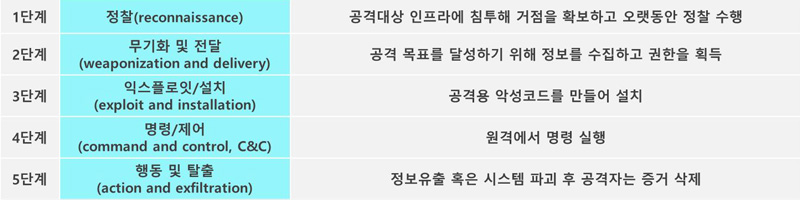 1단계 정찰(reconnaissance) 공격대상 인프라에 침투해 거점을 확보하고 오랫동안 정찰 수행
2단계 무기화 및 전달 공격 목표를 달성하기 위해 정보를 수집하고 권한을 획득
(weaponization and delivery)
3단계 익스플로잇/설치 공격용 악성코드를 만들어 설치
(exploit and installation)
4단계 명령/제어 원격에서 명령 실행
(command and control, C&C)
5단계 행동 및 탈출 정보유출 혹은 시스템 파괴 후 공격자는 증거 삭제
(action and exfiltration)